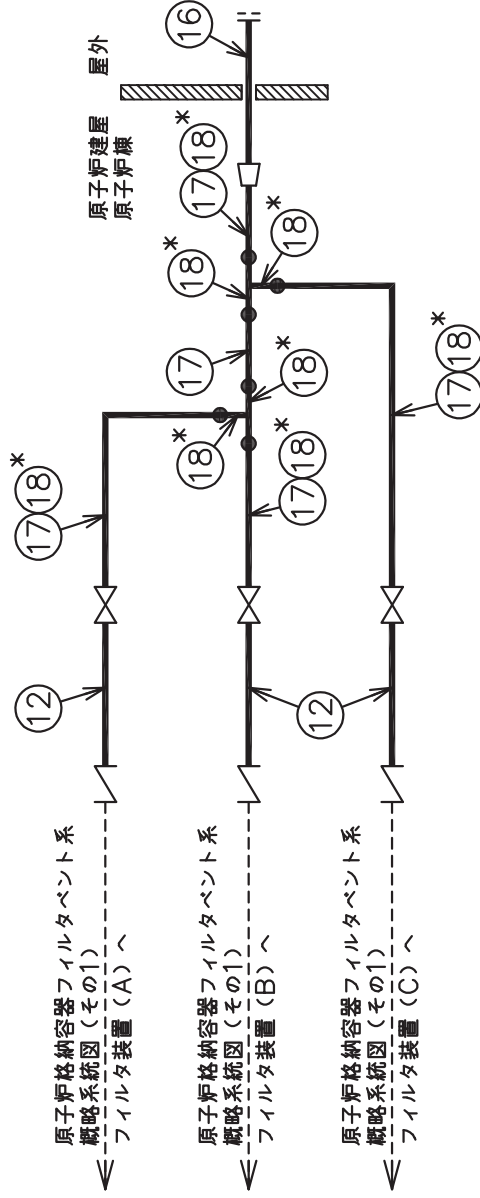 原子炉格納容器フィルタベント系
概略系統図（その1）
フィルタ装置（A）へ
12
17 18*
18*
原子炉格納容器フィルタベント系
概略系統図（その1）
フィルタ装置（B）へ
12
17 18*
18*
17
18*
17 18*
原子炉建屋
原子炉棟
屋外
16
原子炉格納容器フィルタベント系
概略系統図（その1）
フィルタ装置（C）へ
17 18*
18*